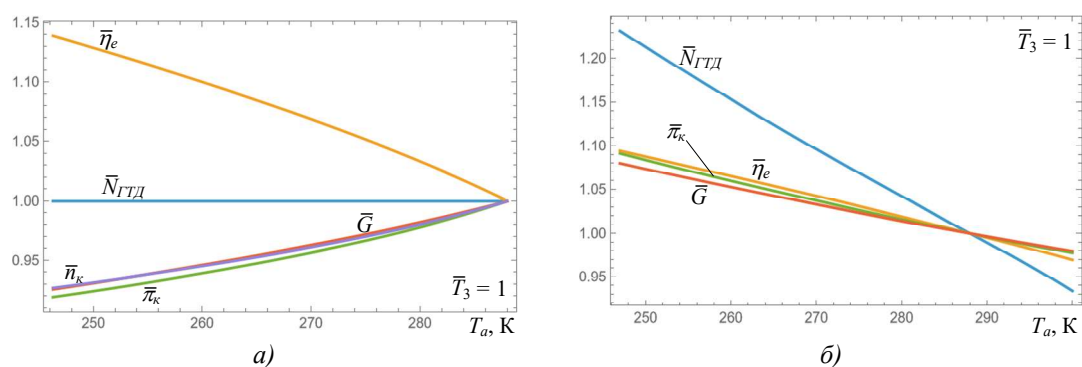 1.15
η̄e
1.10
1.05
N̄ГТД
1.00
Ḡ
0.95
n̄к
π̄к
T̄3 = 1
250 260 270 280
Ta, К
а)
1.20
T̄3 = 1
N̄ГТД
1.15
π̄к
1.10
η̄e
1.05
Ḡ
1.00
0.95
250 260 270 280 290 300
Ta, К
б)